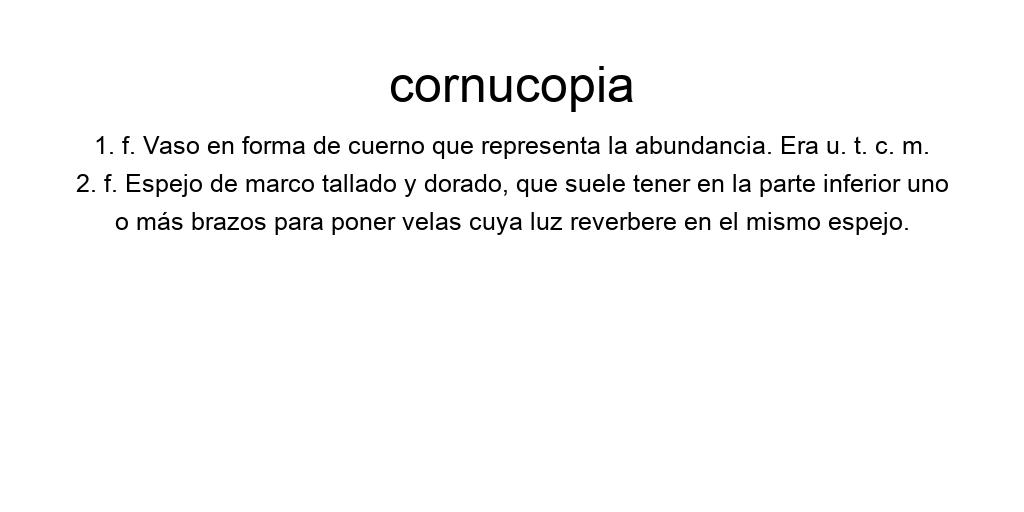 cornucopia
1. f. Vaso en forma de cuerno que representa la abundancia. Era u. t. c. m.
2. f. Espejo de marco tallado y dorado, que suele tener en la parte inferior uno
o más brazos para poner velas cuya luz reverbere en el mismo espejo.